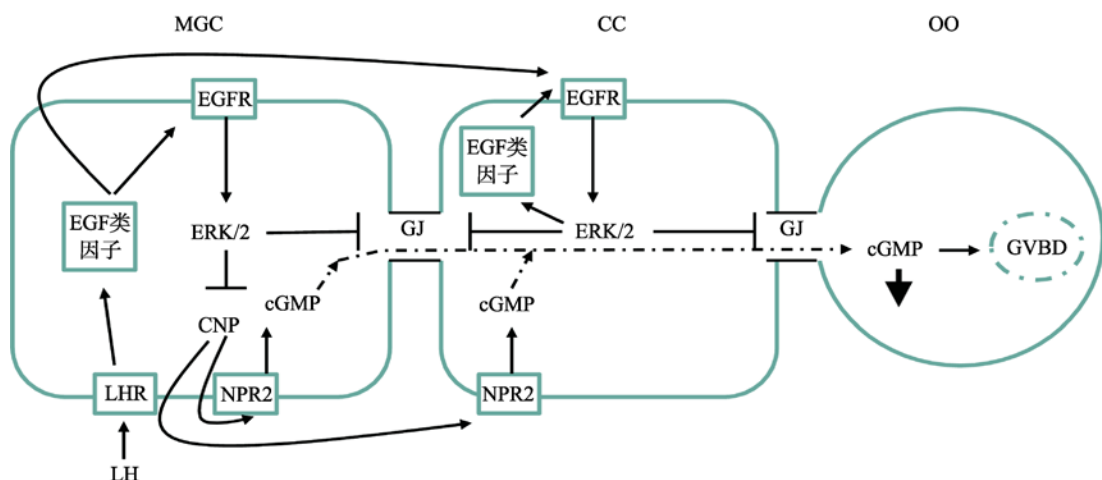 MGC
CC
OO
EGFR
EGFR
EGF类
因子
EGF类
因子
ERK/2
GJ
ERK/2
GJ
cGMP
GVBD
cGMP
cGMP
CNP
LHR
NPR2
NPR2
LH